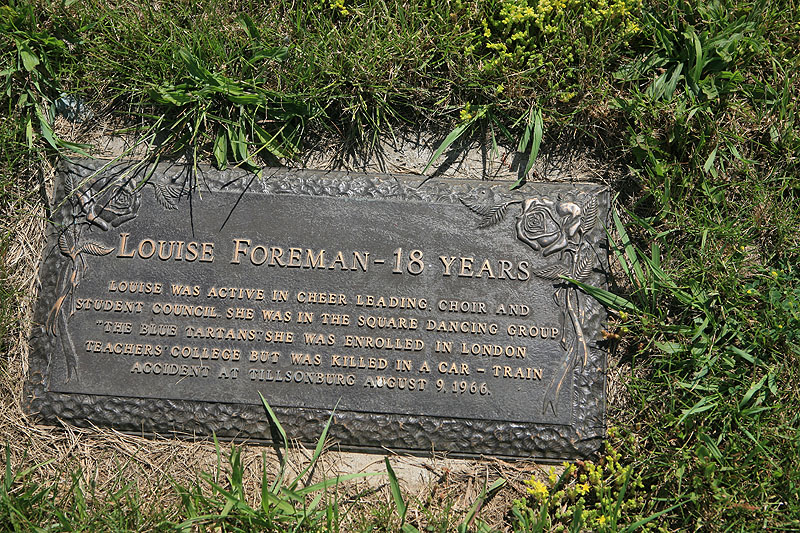 LOUISE FOREMAN - 18 YEARS
LOUISE WAS ACTIVE IN CHEER LEADING, CHOIR AND
STUDENT COUNCIL. SHE WAS IN THE SQUARE DANCING GROUP
"THE BLUE TARTANS". SHE WAS ENROLLED IN LONDON
TEACHERS' COLLEGE BUT WAS KILLED IN A CAR - TRAIN
ACCIDENT AT TILLSONBURG AUGUST 9, 1966.